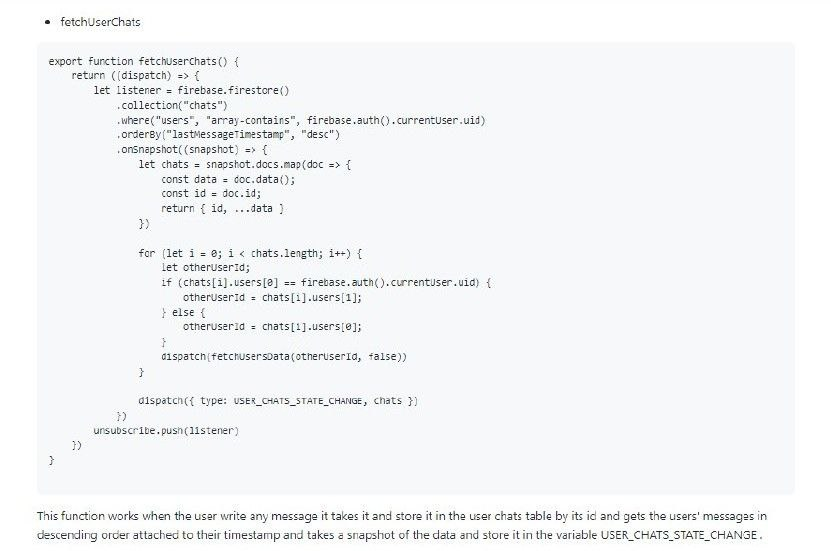 • fetchUserChats
export function fetchUserChats() {
return ((dispatch) => {
let listener = firebase.firestore()
.collection("chats")
.where("users", "array-contains", firebase.auth().currentUser.uid)
.orderBy("lastMessageTimestamp", "desc")
.onSnapshot((snapshot) => {
let chats = snapshot.docs.map(doc => {
const data = doc.data();
const id = doc.id;
return { id, ...data }
})
for (let i = 0; i < chats.length; i++) {
let otherUserId;
if (chats[i].users[0] == firebase.auth().currentUser.uid) {
otherUserId = chats[i].users[1];
} else {
otherUserId = chats[i].users[0];
}
dispatch(fetchUsersData(otherUserId, false))
}
dispatch({ type: USER_CHATS_STATE_CHANGE, chats })
})
unsubscribe.push(listener)
})
}
This function works when the user write any message it takes it and store it in the user chats table by its id and gets the users' messages in
descending order attached to their timestamp and takes a snapshot of the data and store it in the variable USER_CHATS_STATE_CHANGE.